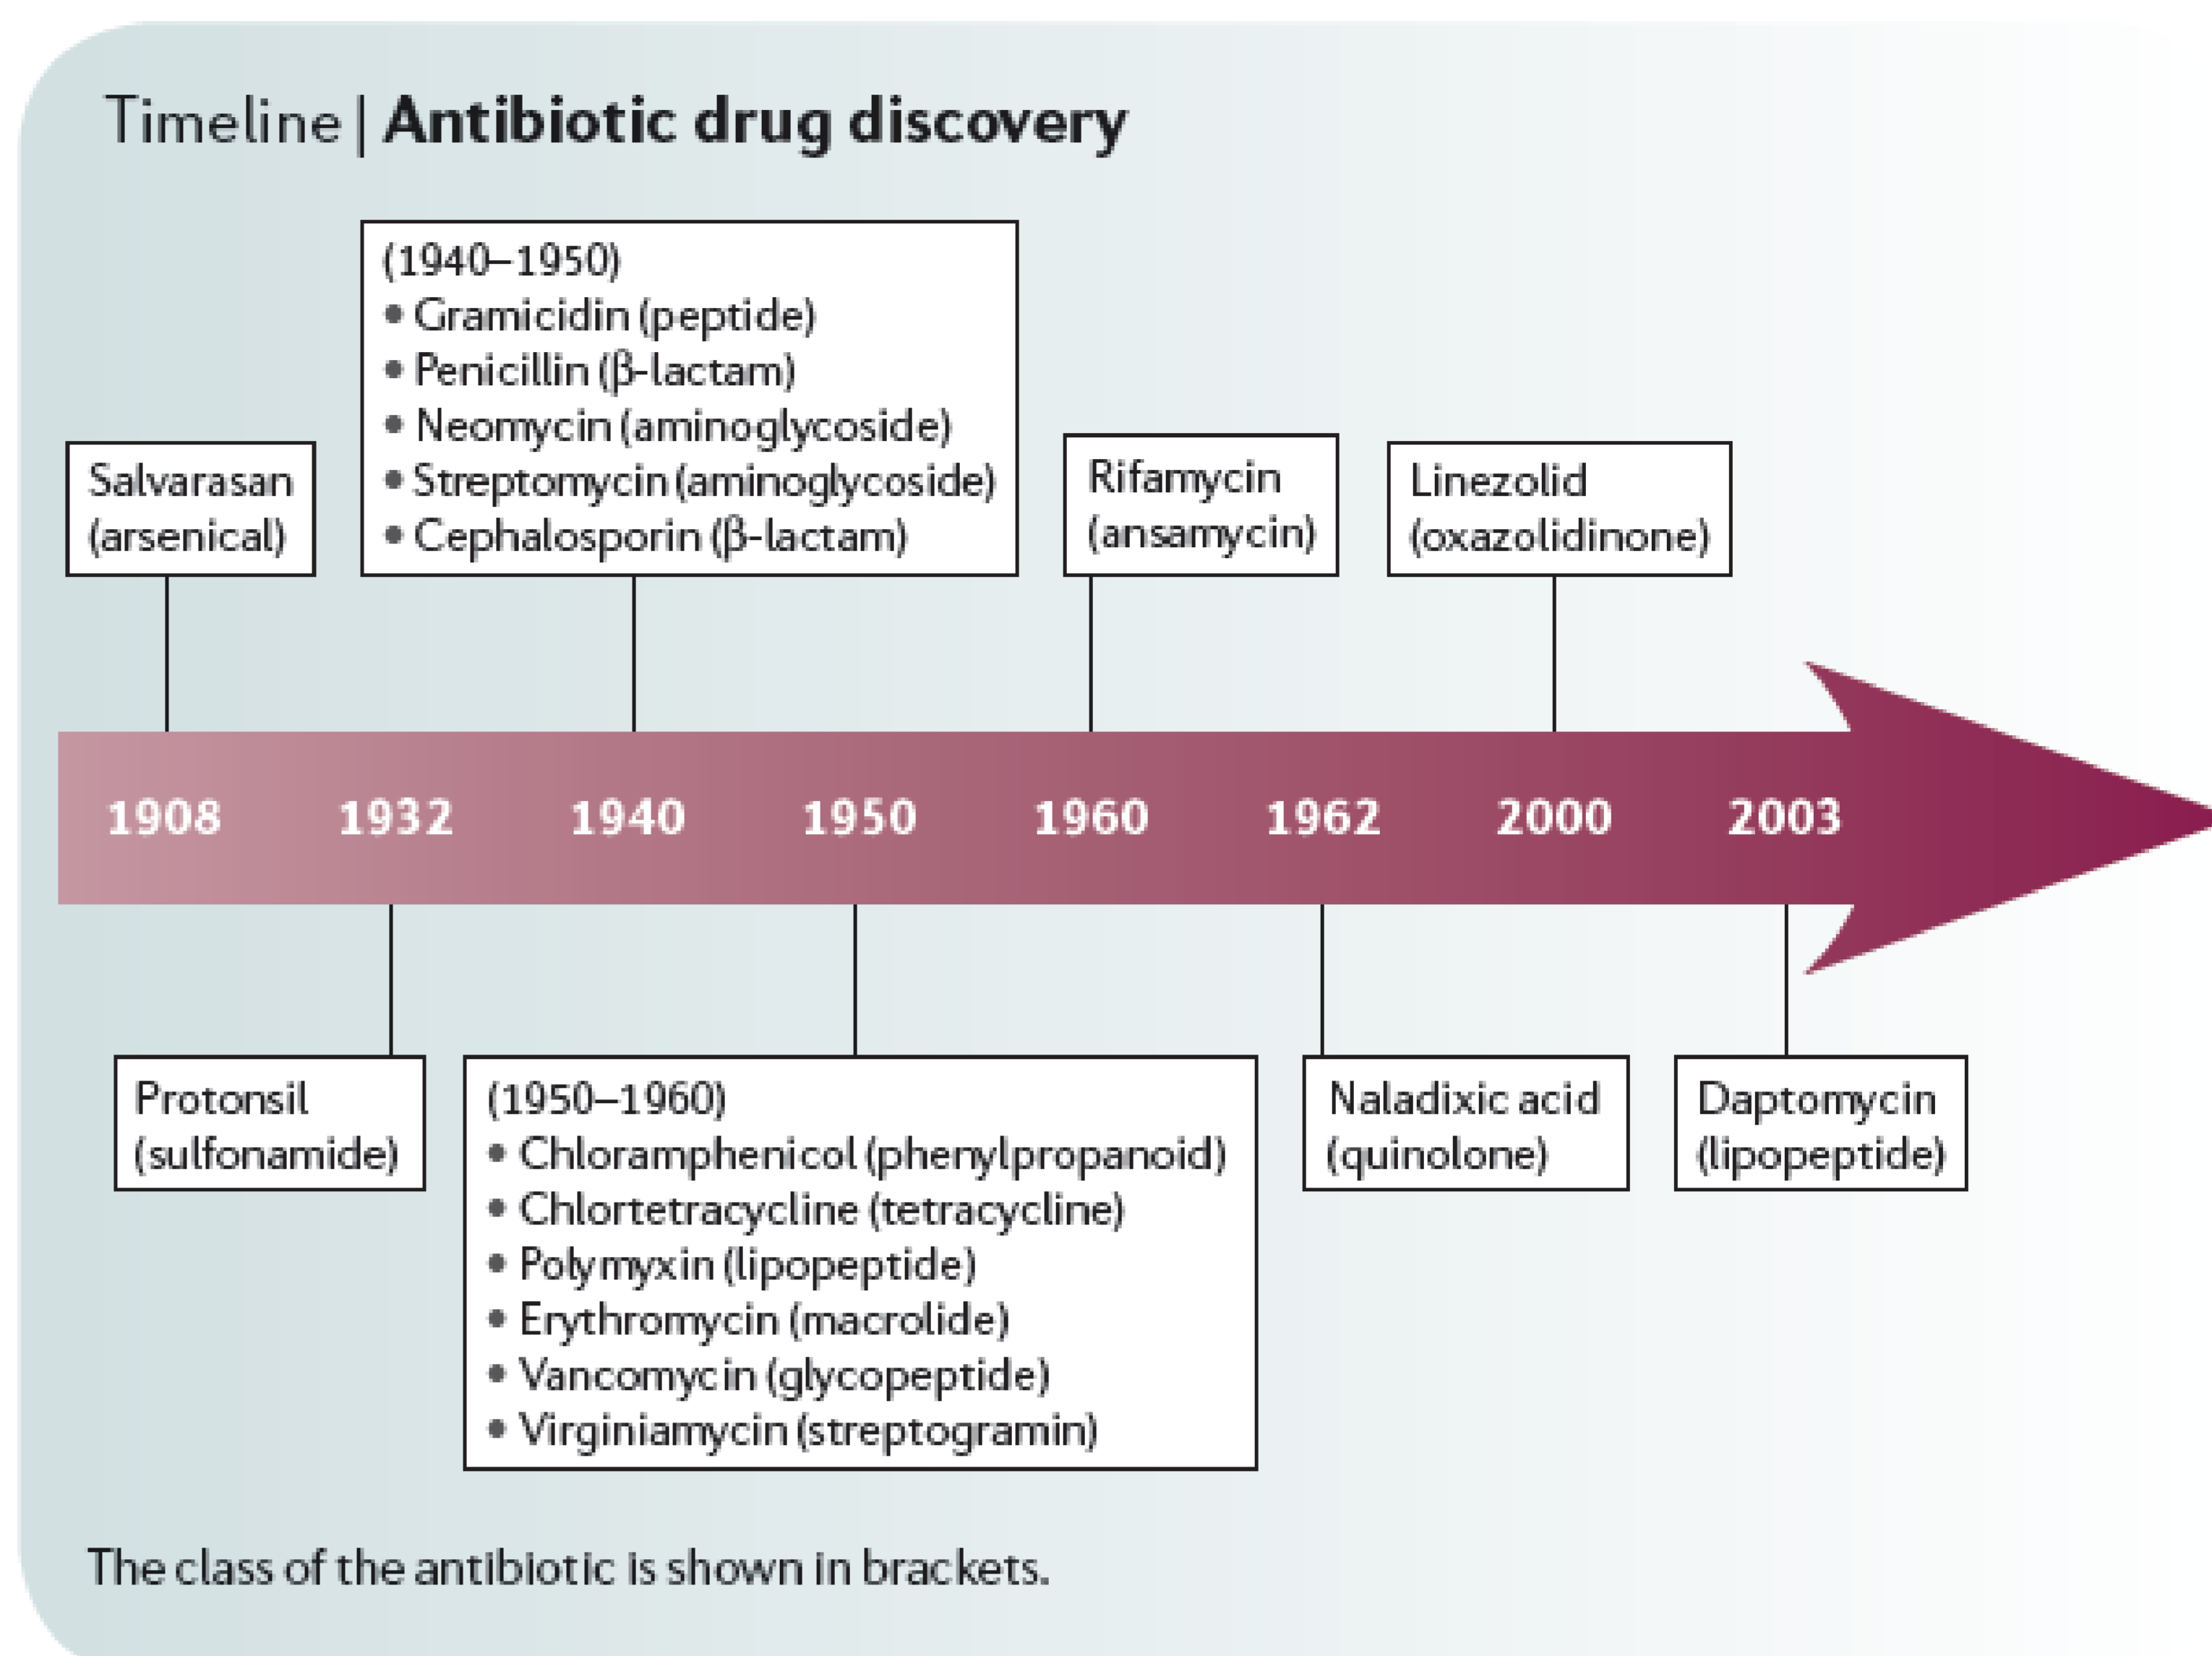 Timeline | Antibiotic drug discovery
(1940–1950)
• Gramicidin (peptide)
• Penicillin (β-lactam)
• Neomycin (aminoglycoside)
• Streptomycin (aminoglycoside)
• Cephalosporin (β-lactam)
Salvarasan
(arsenical)
Rifamycin
(ansamycin)
Linezolid
(oxazolidinone)
1908 1932 1940 1950 1960 1962 2000 2003
Protonsil
(sulfonamide)
(1950–1960)
• Chloramphenicol (phenylpropanoid)
• Chlortetracycline (tetracycline)
• Polymyxin (lipopeptide)
• Erythromycin (macrolide)
• Vancomycin (glycopeptide)
• Virginiamycin (streptogramin)
Naladixic acid
(quinolone)
Daptomycin
(lipopeptide)
The class of the antibiotic is shown in brackets.